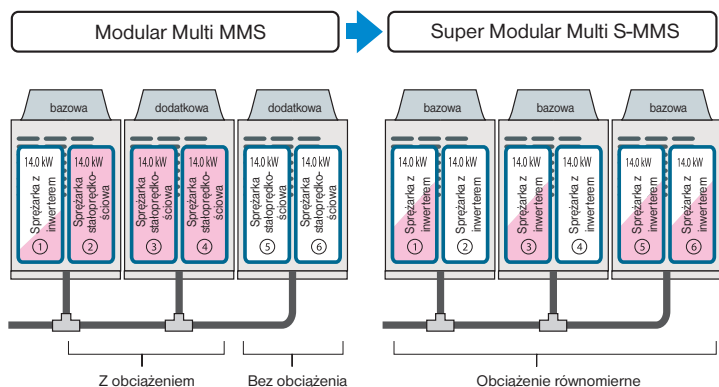 Modular Multi MMS
Super Modular Multi S-MMS
bazowa
dodatkowa
dodatkowa
bazowa
bazowa
bazowa
14.0 kW
Sprężarka z
inwerterem
1
14.0 kW
Sprężarka
stałoprędko-
ściowa
2
14.0 kW
Sprężarka
stałoprędko-
ściowa
3
14.0 kW
Sprężarka
stałoprędko-
ściowa
4
14.0 kW
Sprężarka
stałoprędko-
ściowa
5
14.0 kW
Sprężarka
stałoprędko-
ściowa
6
14.0 kW
Sprężarka z
inwerterem
1
14.0 kW
Sprężarka z
inwerterem
2
14.0 kW
Sprężarka z
inwerterem
3
14.0 kW
Sprężarka z
inwerterem
4
14.0 kW
Sprężarka z
inwerterem
5
14.0 kW
Sprężarka z
inwerterem
6
Z obciążeniem
Bez obciążenia
Obciążenie równomierne